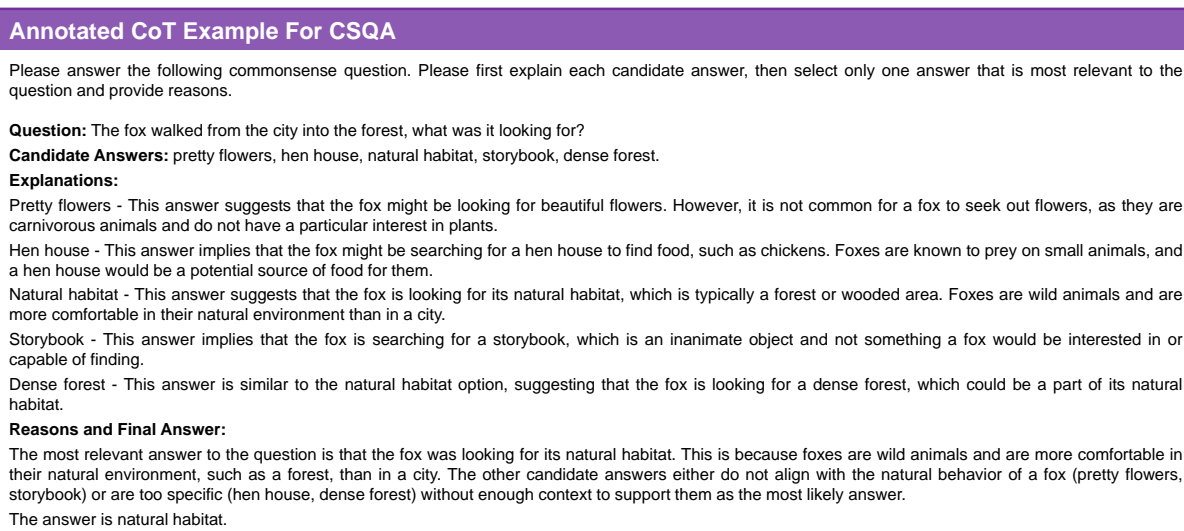 Annotated CoT Example For CSQA
Please answer the following commonsense question. Please first explain each candidate answer, then select only one answer that is most relevant to the
question and provide reasons.
Question: The fox walked from the city into the forest, what was it looking for?
Candidate Answers: pretty flowers, hen house, natural habitat, storybook, dense forest.
Explanations:
Pretty flowers - This answer suggests that the fox might be looking for beautiful flowers. However, it is not common for a fox to seek out flowers, as they are
carnivorous animals and do not have a particular interest in plants.
Hen house - This answer implies that the fox might be searching for a hen house to find food, such as chickens. Foxes are known to prey on small animals, and
a hen house would be a potential source of food for them.
Natural habitat - This answer suggests that the fox is looking for its natural habitat, which is typically a forest or wooded area. Foxes are wild animals and are
more comfortable in their natural environment than in a city.
Storybook - This answer implies that the fox is searching for a storybook, which is an inanimate object and not something a fox would be interested in or
capable of finding.
Dense forest - This answer is similar to the natural habitat option, suggesting that the fox is looking for a dense forest, which could be a part of its natural
habitat.
Reasons and Final Answer:
The most relevant answer to the question is that the fox was looking for its natural habitat. This is because foxes are wild animals and are more comfortable in
their natural environment, such as a forest, than in a city. The other candidate answers either do not align with the natural behavior of a fox (pretty flowers,
storybook) or are too specific (hen house, dense forest) without enough context to support them as the most likely answer.
The answer is natural habitat.